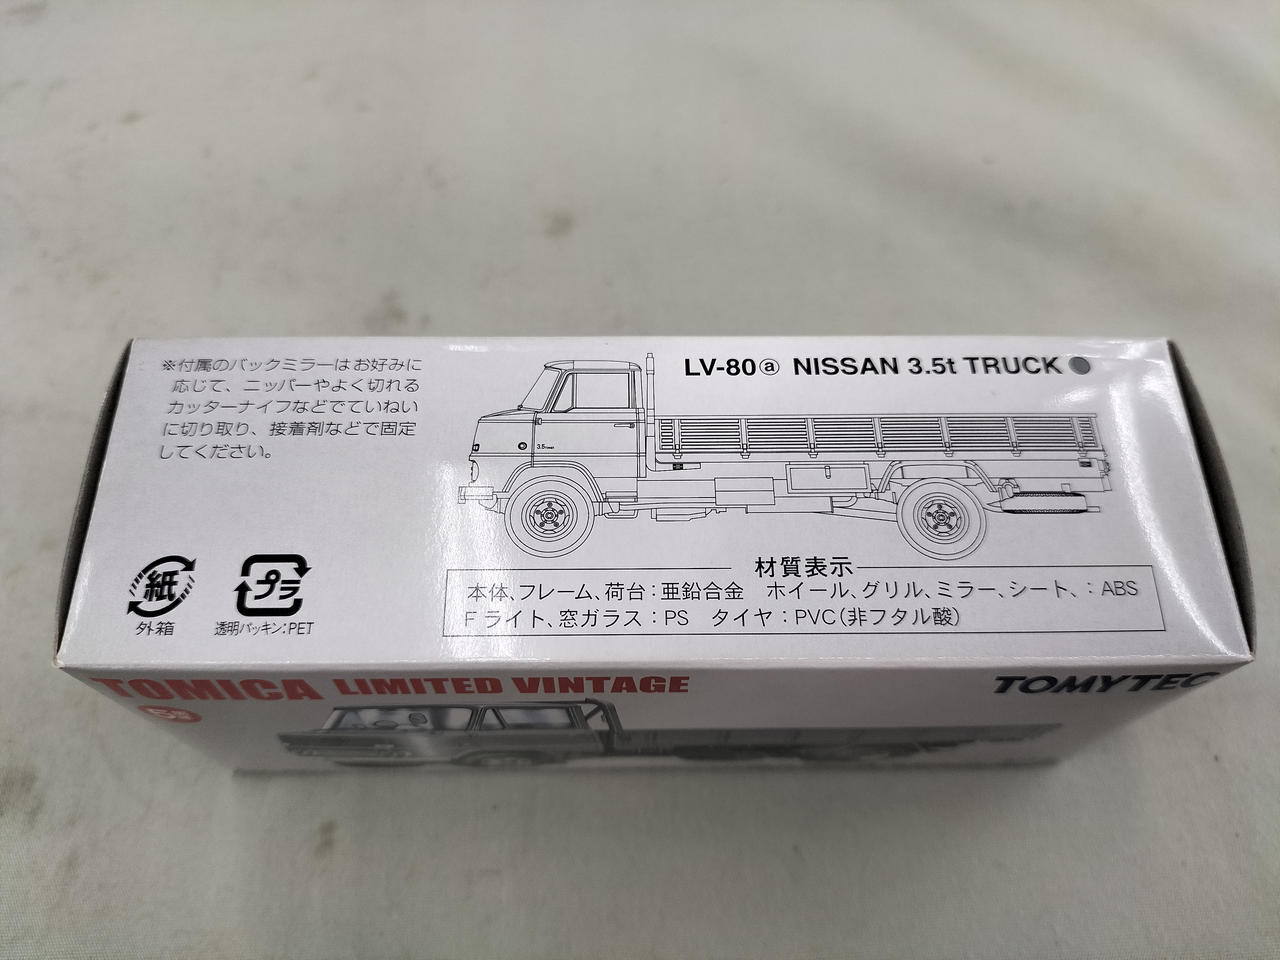 ※付属のバックミラーはお好みに
応じて、ニッパーやよく切れる
カッターナイフなどでていねい
に切り取り、接着剤などで固定
してください。
LV-80ⓐ NISSAN 3.5t TRUCK
3.5
紙
外箱
プラ
透明パッキン:PET
材質表示
本体、フレーム、荷台:亜鉛合金 ホイール、グリル、ミラー、シート、:ABS
Fライト、窓ガラス:PS タイヤ:PVC(非フタル酸)
TOMICA LIMITED VINTAGE
TOMYTEC